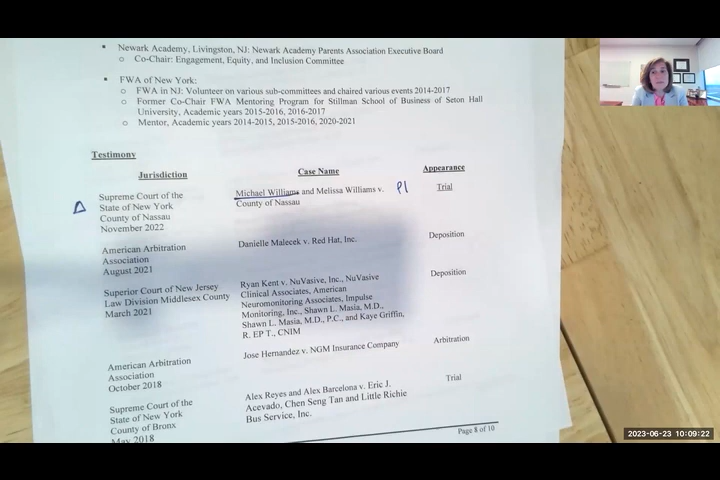 • Newark Academy, Livingston, NJ: Newark Academy Parents Association Executive Board
o Co-Chair: Engagement, Equity, and Inclusion Committee
• FWA of New York:
o FWA in NJ: Volunteer on various sub-committees and chaired various events 2014-2017
o Former Co-Chair FWA Mentoring Program for Stillman School of Business of Seton Hall
University, Academic years 2015-2016, 2016-2017
o Mentor, Academic years 2014-2015, 2015-2016, 2020-2021
Testimony
Jurisdiction Case Name Appearance
Supreme Court of the
State of New York
County of Nassau
November 2022
Δ
Michael Williams and Melissa Williams v.
County of Nassau
Pl
Trial
American Arbitration
Association
August 2021
Danielle Malecek v. Red Hat, Inc.
Deposition
Superior Court of New Jersey
Law Division Middlesex County
March 2021
Ryan Kent v. NuVasive, Inc., NuVasive
Clinical Associates, American
Neuromonitoring Associates, Impulse
Monitoring, Inc., Shawn L. Masia, M.D.,
Shawn L. Masia, M.D., P.C., and Kaye Griffin,
R. EP T., CNIM
Deposition
American Arbitration
Association
October 2018
Jose Hernandez v. NGM Insurance Company
Arbitration
Supreme Court of the
State of New York
County of Bronx
May 2018
Alex Reyes and Alex Barcelona v. Eric J.
Acevado, Chen Seng Tan and Little Richie
Bus Service, Inc.
Trial
Page 8 of 10
2023-06-23 10:09:22